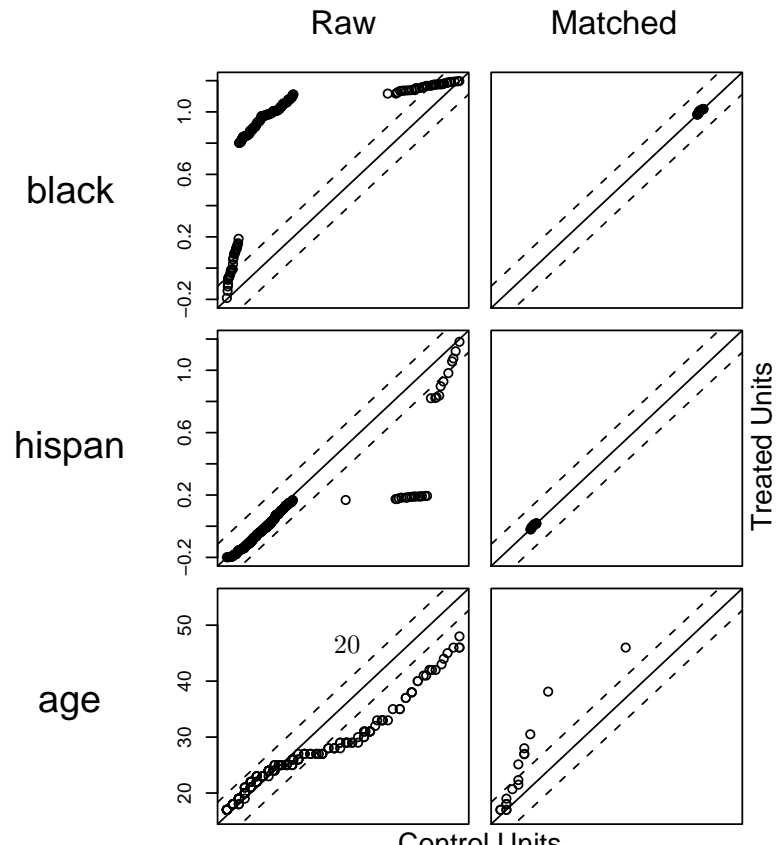 Raw Matched
black
−0.2 0.2 0.6 1.0
hispan
−0.2 0.2 0.6 1.0
age
20 30 40 50
20
Treated Units
Control Units